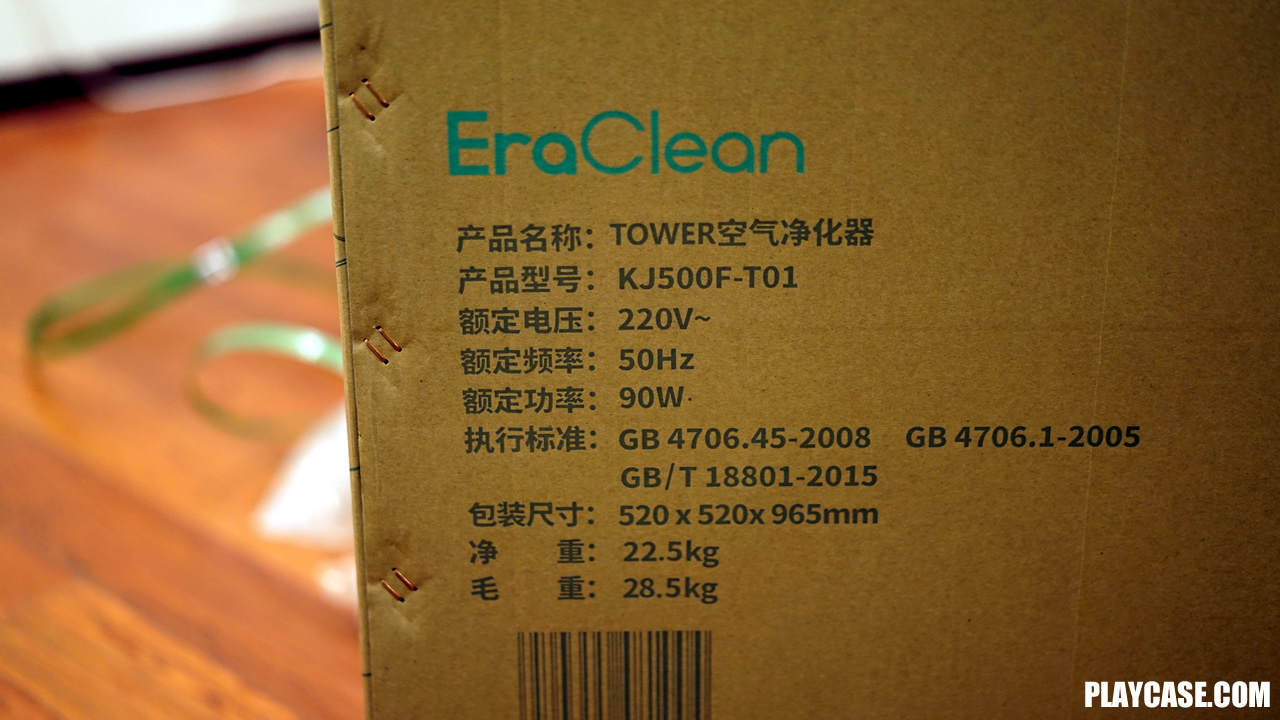 EraClean
产品名称：TOWER空气净化器
产品型号：KJ500F-T01
额定电压：220V~
额定频率：50Hz
额定功率：90W
执行标准：GB 4706.45-2008 GB 4706.1-2005
GB/T 18801-2015
包装尺寸：520 x 520x 965mm
净 重：22.5kg
毛 重：28.5kg
PLAYCASE.COM